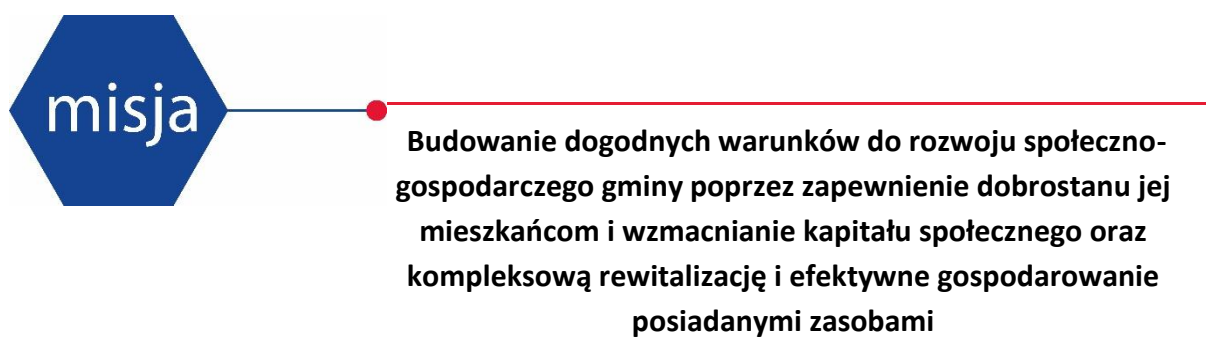 misja
Budowanie dogodnych warunków do rozwoju społeczno-
gospodarczego gminy poprzez zapewnienie dobrostanu jej
mieszkańcom i wzmacnianie kapitału społecznego oraz
kompleksową rewitalizację i efektywne gospodarowanie
posiadanymi zasobami